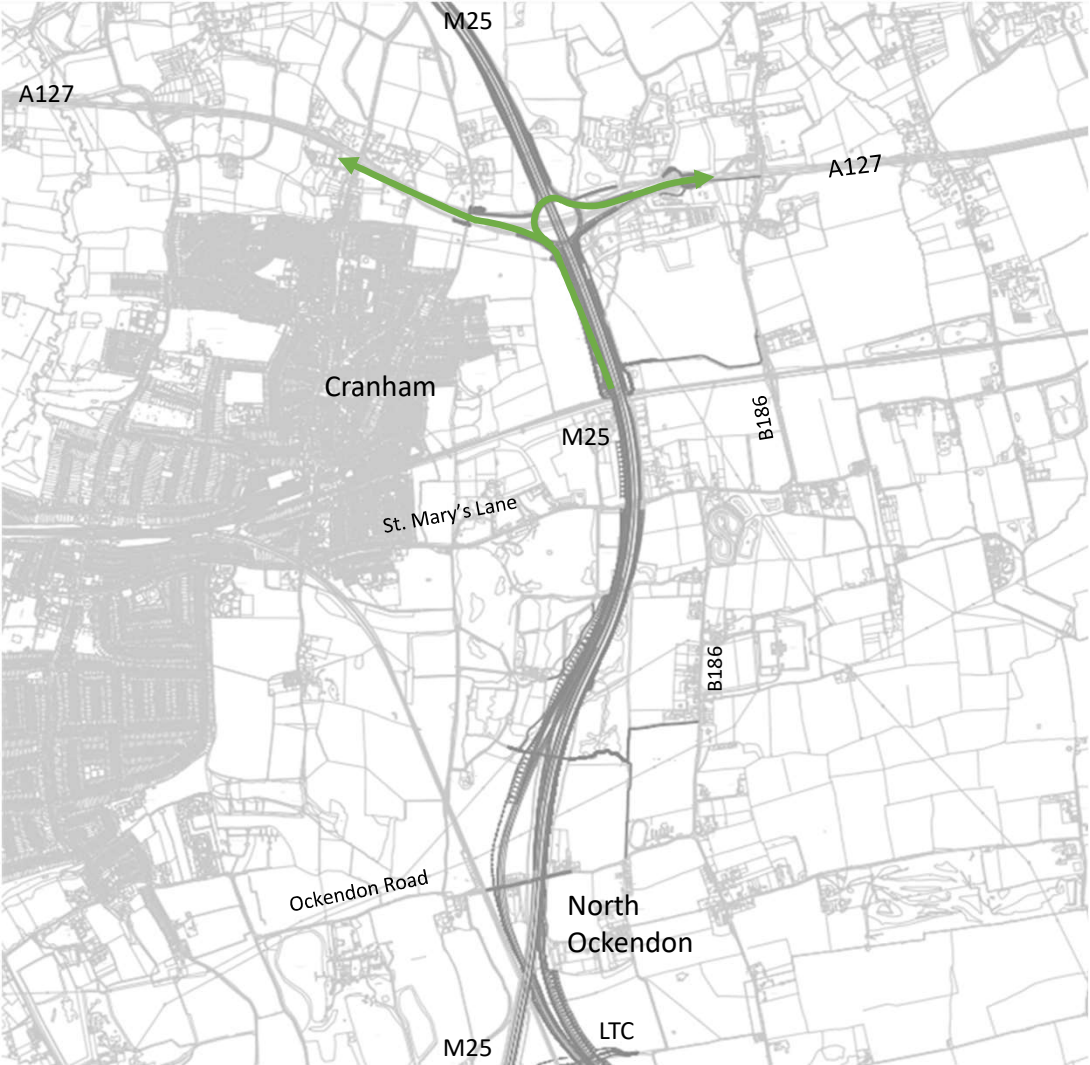 M25
A127
A127
Cranham
B186
M25
St. Mary's Lane
B186
Ockendon Road
North
Ockendon
LTC
M25